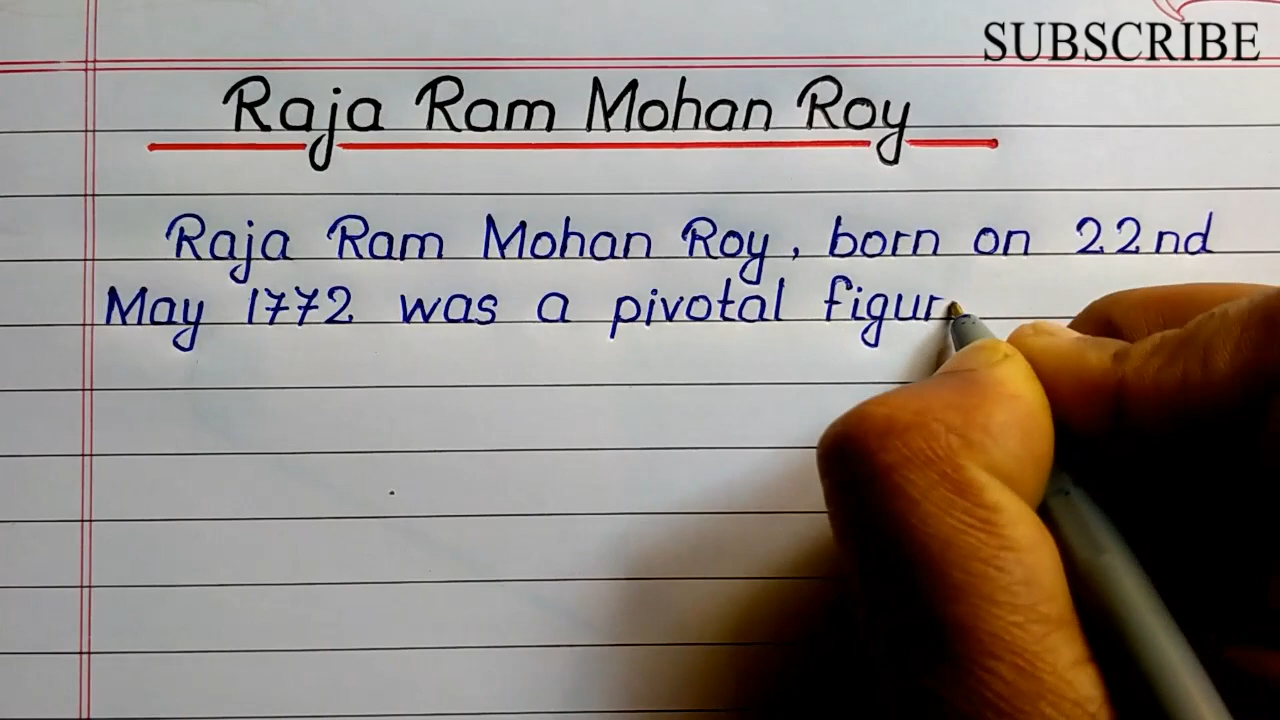 SUBSCRIBE
Raja Ram Mohan Roy
Raja Ram Mohan Roy, born on 22nd
May 1772 was a pivotal figur